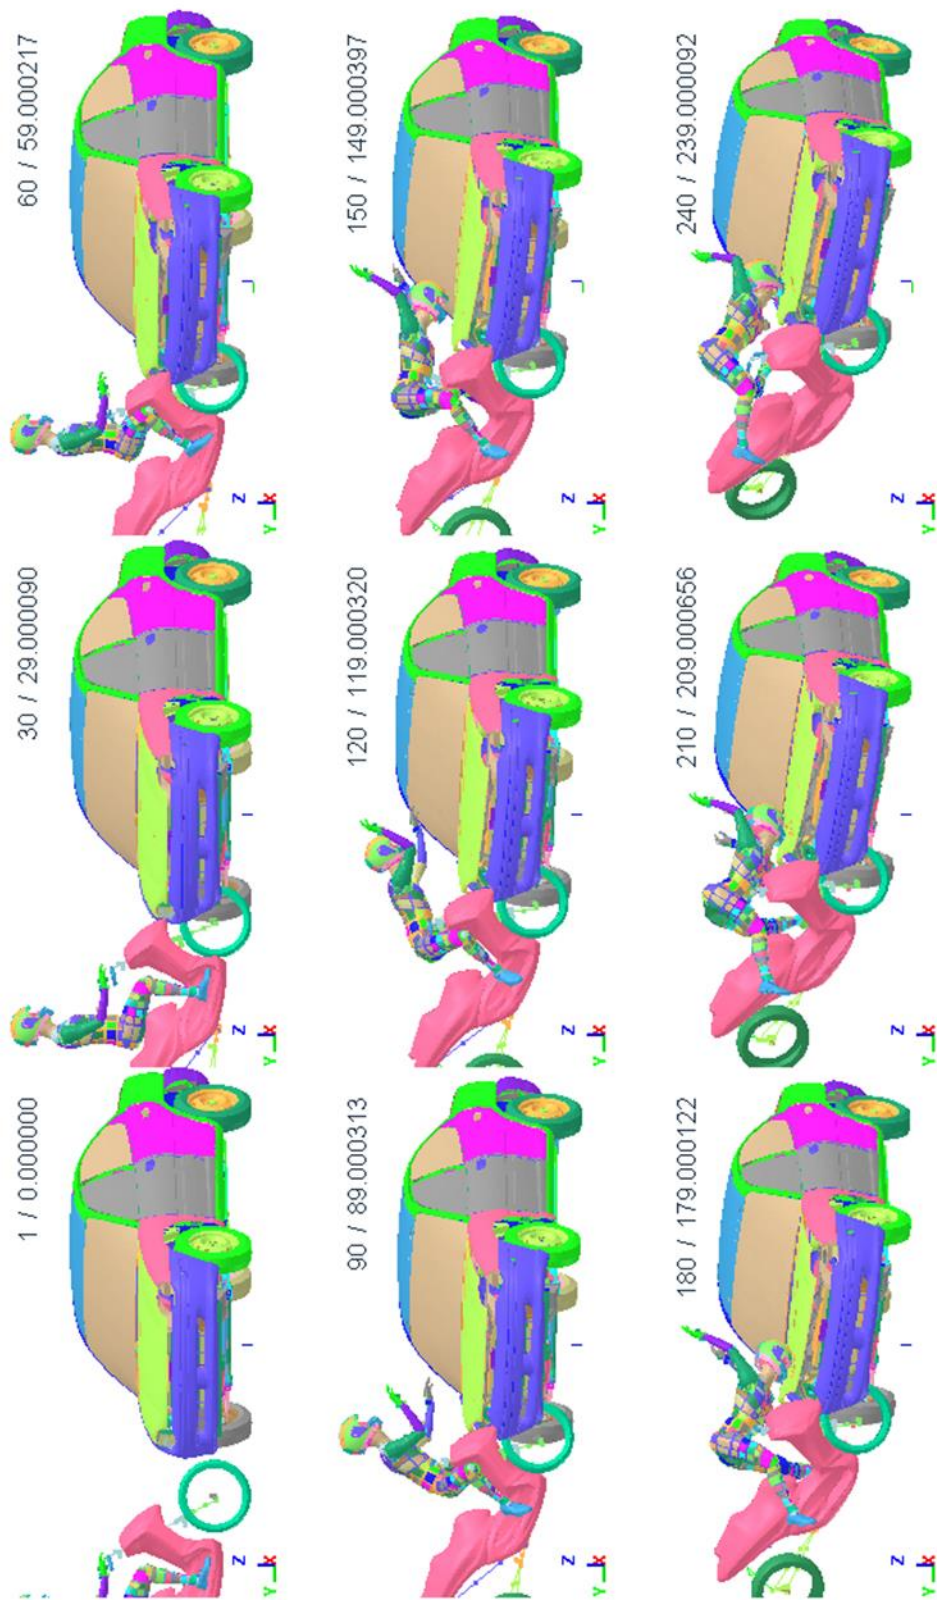 1 / 0.000000
30 / 29.000090
60 / 59.000217
Z
Y X
Z
Y X
Z
Y X
90 / 89.000313
120 / 119.000320
150 / 149.000397
Z
Y X
Z
Y X
Z
Y X
180 / 179.000122
210 / 209.000656
240 / 239.000092
Z
Y X
Z
Y X
Z
Y X